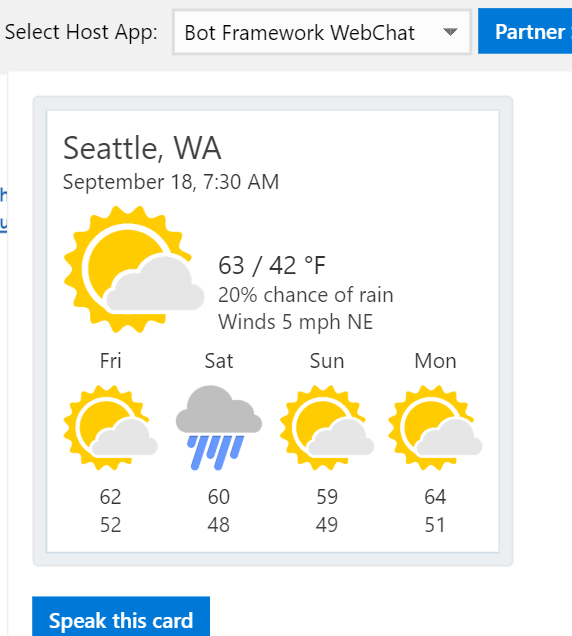 Select Host App: Bot Framework WebChat Partner
Seattle, WA
September 18, 7:30 AM
63 / 42 °F
20% chance of rain
Winds 5 mph NE
Fri Sat Sun Mon
62 60 59 64
52 48 49 51
Speak this card